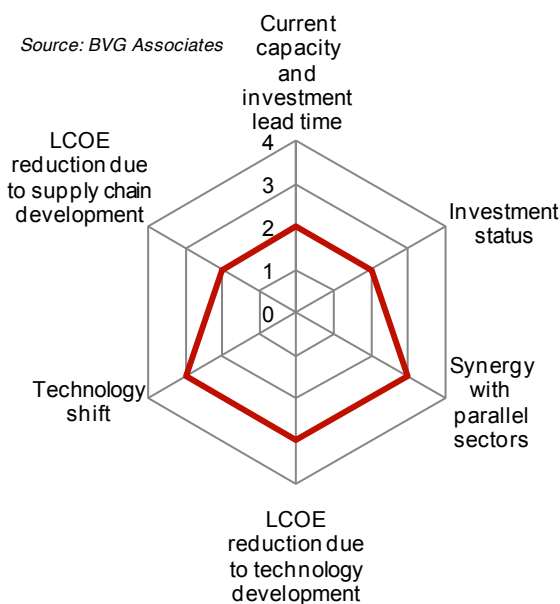 Source: BVG Associates
Current
capacity
and
investment
lead time
LCOE
reduction due
to supply chain
development
4
3
2
1
0
Investment
status
Synergy
with
parallel
sectors
Technology
shift
LCOE
reduction due
to technology
development